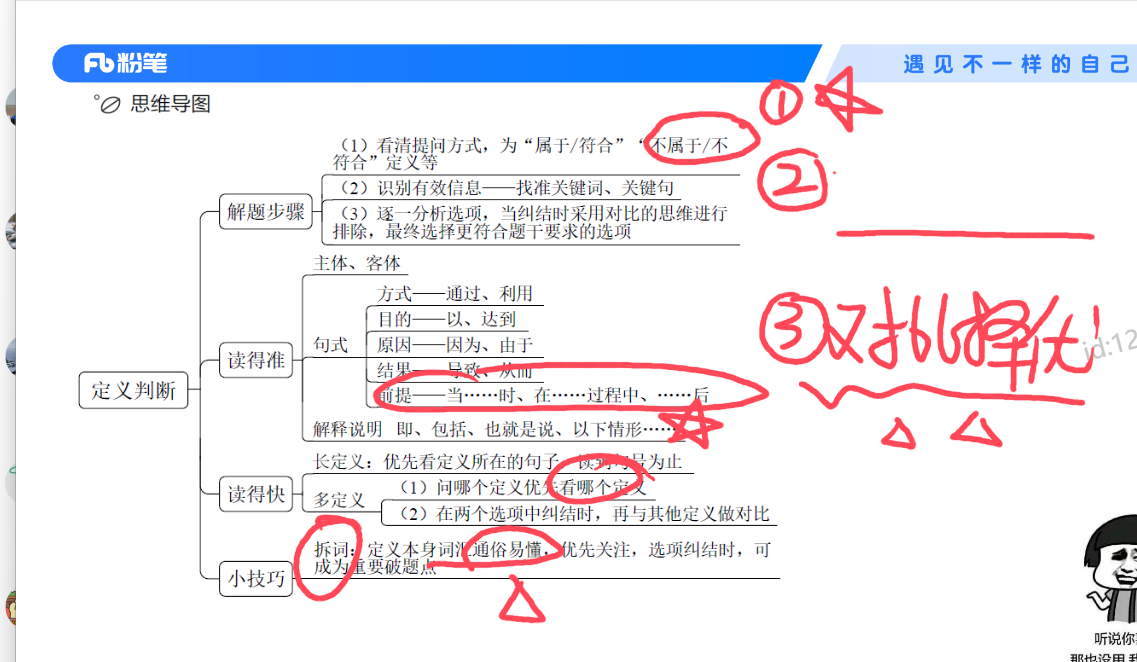 粉笔
遇见不一样的自己
思维导图
① 
②
(1)看清提问方式，为“属于/符合”“不属于/不
符合”定义等
(2)识别有效信息——找准关键词、关键句
解题步骤
(3)逐一分析选项，当纠结时采用对比的思维进行
排除，最终选择更符合题干要求的选项
主体、客体
方式——通过、利用
目的——以、达到
③对比择优
句式
原因——因为、由于
id:12
读得准
结果——导致、从而
定义判断
前提——当……时、在……过程中、……后
解释说明 即、包括、也就是说、以下情形……
长定义：优先看定义所在的句子，读到句号为止
读得快
(1)问哪个定义优先看哪个定义
多定义
(2)在两个选项中纠结时，再与其他定义做对比
拆词：定义本身词汇通俗易懂，优先关注，选项纠结时，可
成为重要破题点
小技巧
听说你